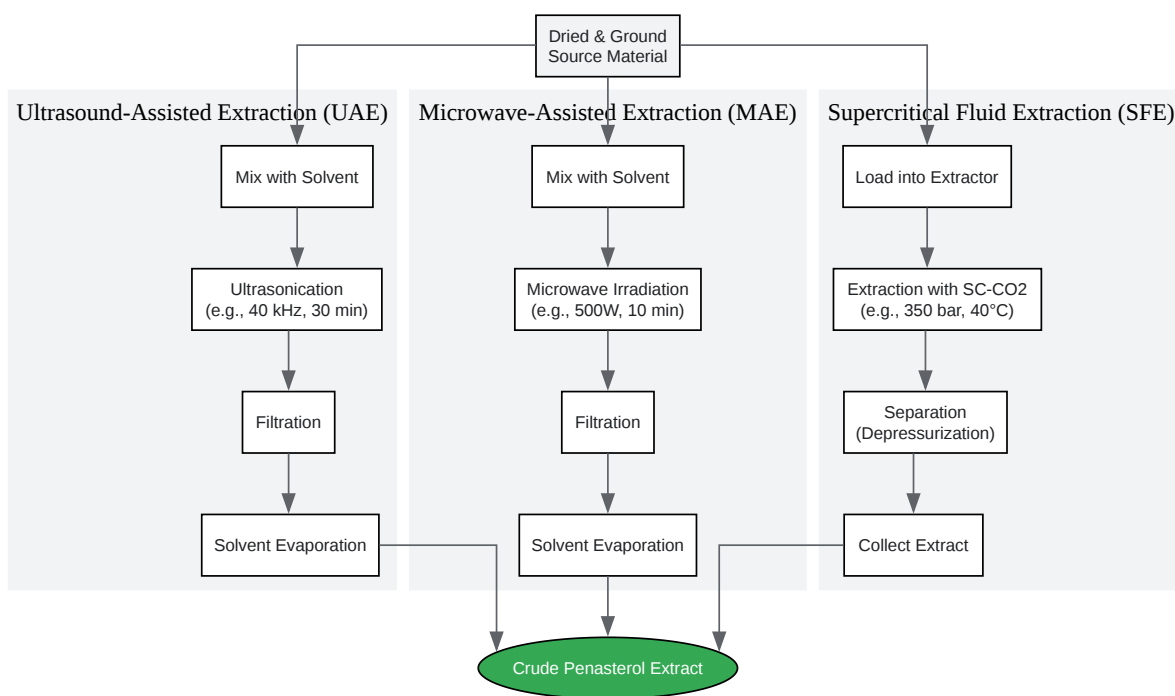 Dried & Ground
Source Material
Ultrasound-Assisted Extraction (UAE)
Mix with Solvent
Ultrasonication
(e.g., 40 kHz, 30 min)
Filtration
Solvent Evaporation
Microwave-Assisted Extraction (MAE)
Mix with Solvent
Microwave Irradiation
(e.g., 500W, 10 min)
Filtration
Solvent Evaporation
Supercritical Fluid Extraction (SFE)
Load into Extractor
Extraction with SC-CO2
(e.g., 350 bar, 40°C)
Separation
(Depressurization)
Collect Extract
Crude Penasterol Extract